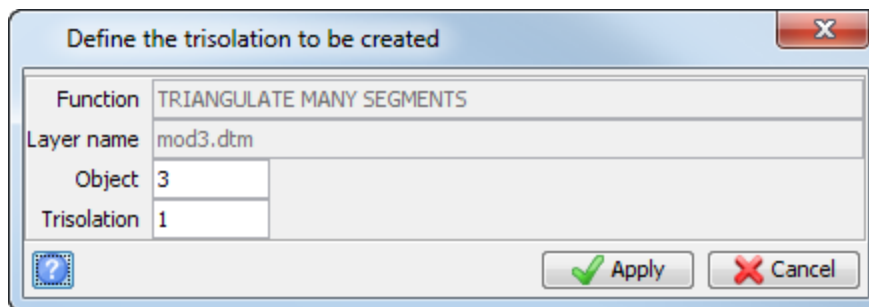 Define the trisolation to be created
Function TRIANGULATE MANY SEGMENTS
Layer name mod3.dtm
Object 3
Trisolation 1
? Apply Cancel